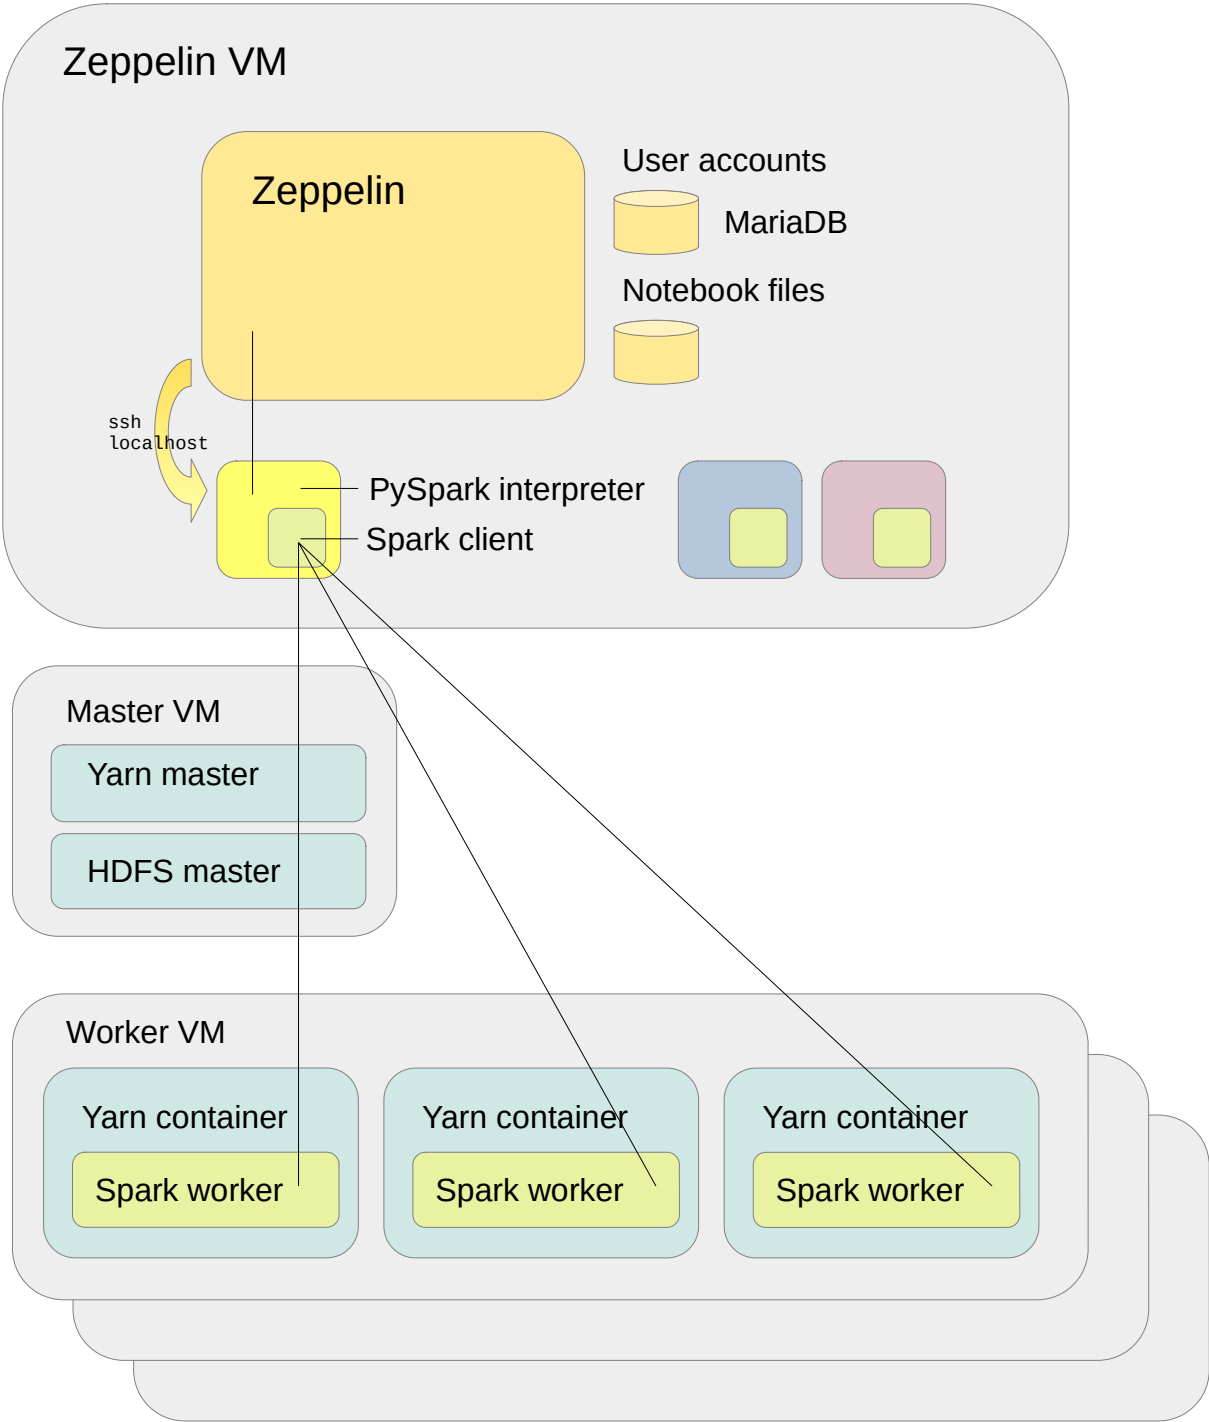 Zeppelin VM
Zeppelin
User accounts
MariaDB
Notebook files
ssh
localhost
PySpark interpreter
Spark client
Master VM
Yarn master
HDFS master
Worker VM
Yarn container
Yarn container
Yarn container
Spark worker
Spark worker
Spark worker